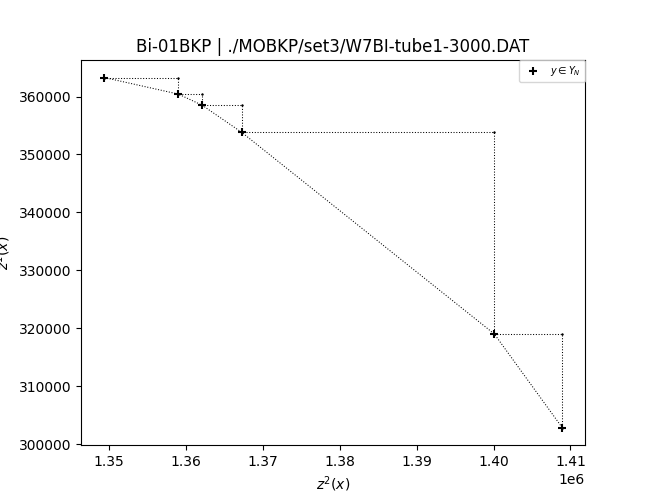 Bi-01BKP | ./MOBKP/set3/W7BI-tube1-3000.DAT
y ∈ Y_N
360000
350000
340000
330000
320000
310000
300000
z¹(x)
1.35 1.36 1.37 1.38 1.39 1.40 1.41
1e6
z²(x)